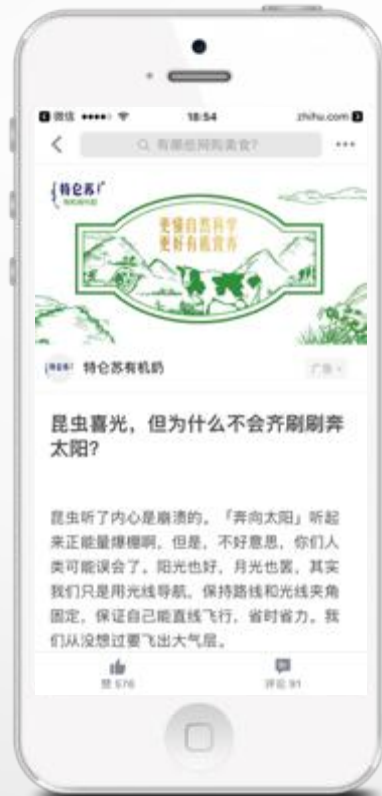 微信 18:54 zhihu.com
有哪些网购美食?
特仑苏
更懂自然科学
更好有机营养
特仑苏 特仑苏有机奶 广告
昆虫喜光，但为什么不会齐刷刷奔
太阳?
昆虫听了内心是崩溃的。「奔向太阳」听起
来正能量爆棚啊，但是，不好意思，你们人
类可能误会了。阳光也好，月光也罢，其实
我们只是用光线导航，保持路线和光线夹角
固定，保证自己能直线飞行，省时省力。我
们从没想过要飞出大气层。
赞 576 评论 91